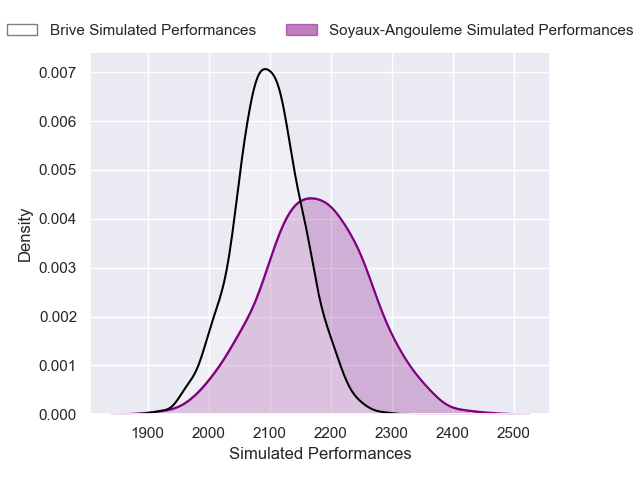 Brive Simulated Performances
Soyaux-Angouleme Simulated Performances
0.007
0.006
0.005
0.004
0.003
0.002
0.001
0.000
Density
1900 2000 2100 2200 2300 2400 2500
Simulated Performances